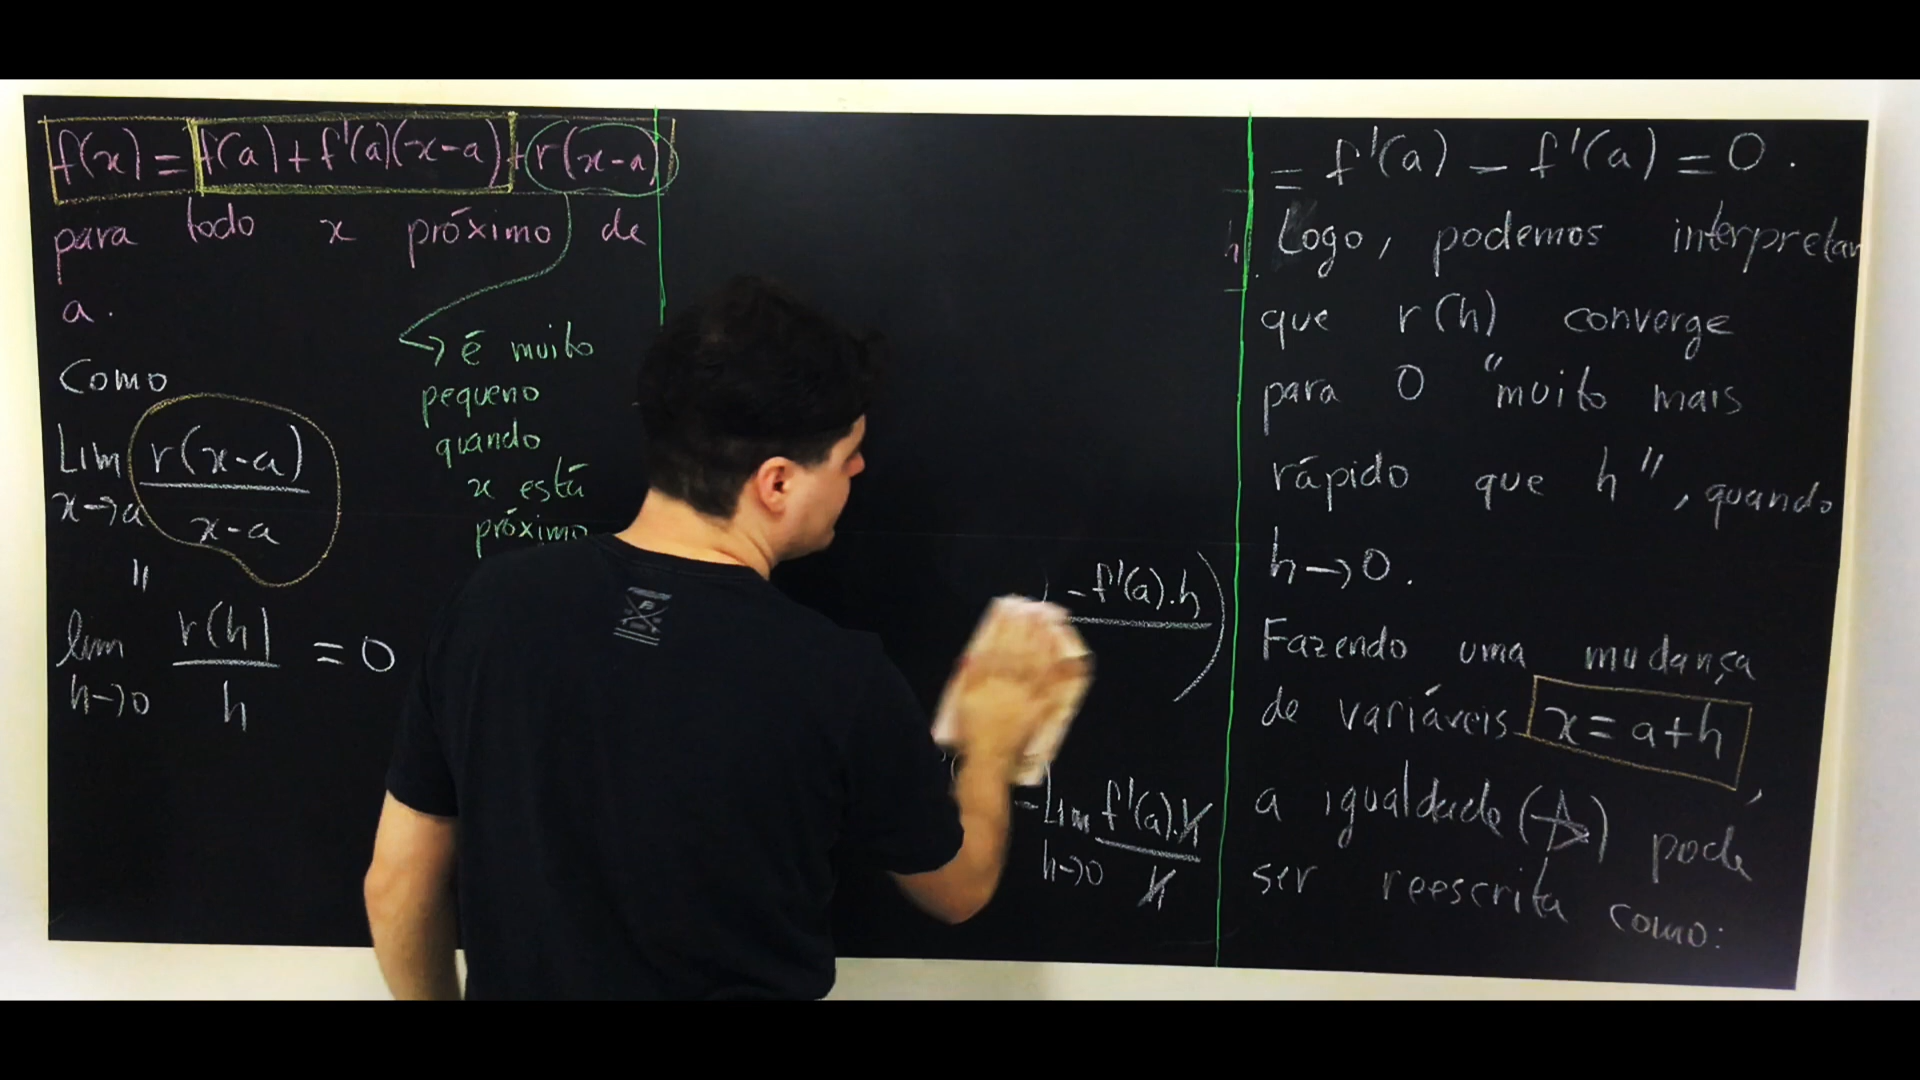 f(x) = f(a) + f'(a)(x-a) + r(x-a)
para todo x próximo de
a.
Como
Lim r(x-a)
x→a x-a
"
lim r(h) = 0
h→0 h
↳ é muito
pequeno
quando
x está
próximo
- f'(a).h )
- Lim f'(a).h
h→0 h
h
= f'(a) - f'(a) = 0.
Logo, podemos interpretar
que r(h) converge
para 0 "muito mais
rápido que h", quando
h→0.
Fazendo uma mudança
de variáveis x = a+h,
a igualdade (☆) pode
ser reescrita como: